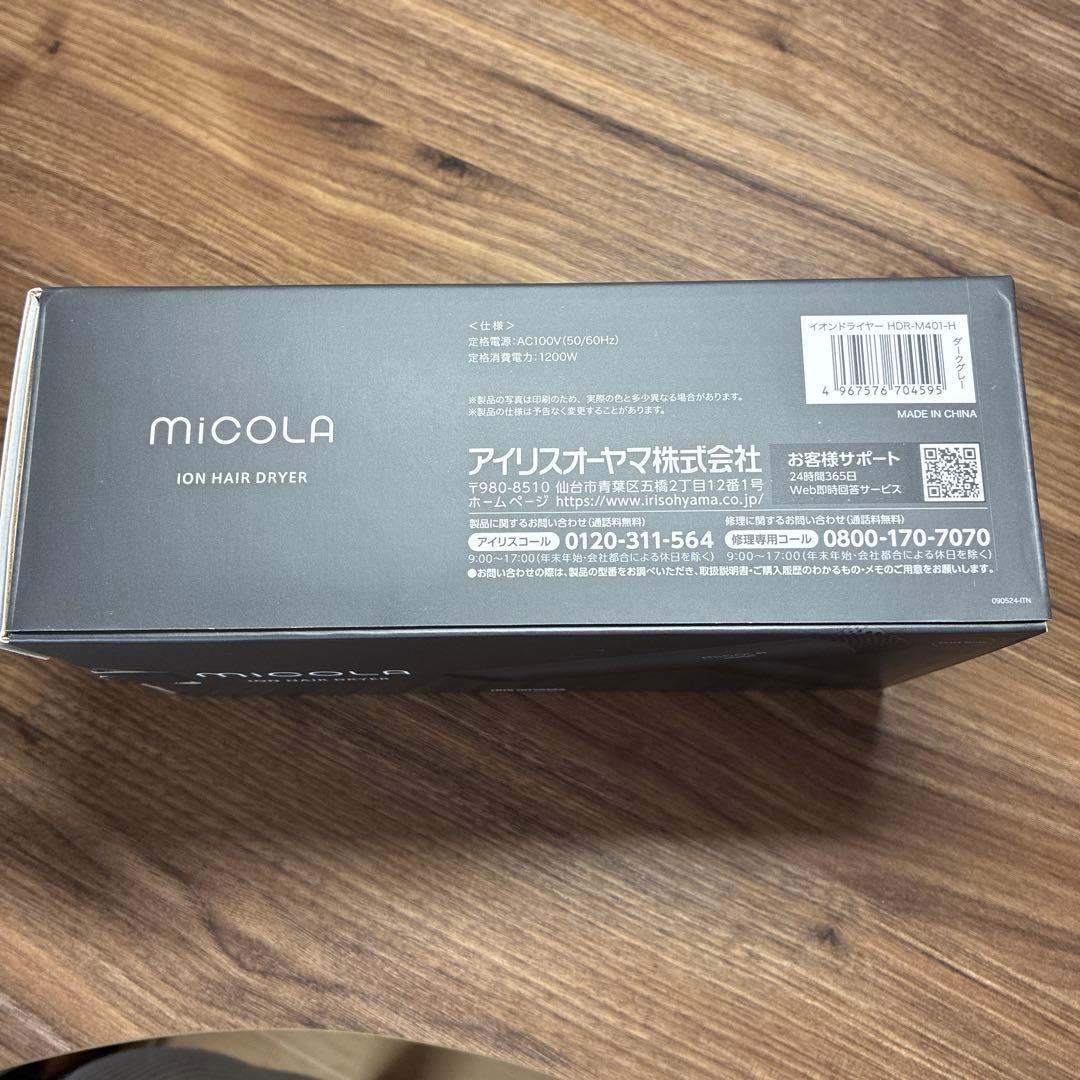 micola
ION HAIR DRYER
＜仕様＞
定格電源：AC100V（50/60Hz）
定格消費電力：1200W
※製品の写真は印刷のため、実際の色と多少異なる場合があります。
※製品の仕様は予告なく変更することがあります。
アイリスオーヤマ株式会社
〒980-8510 仙台市青葉区五橋2丁目12番1号
ホームページ https://www.irisohyama.co.jp/
お客様サポート
24時間365日
Web即時回答サービス
製品に関するお問い合わせ（通話料無料）
アイリスコール 0120-311-564
9:00～17:00（年末年始・会社都合による休日を除く）
修理に関するお問い合わせ（通話料無料）
修理専用コール 0800-170-7070
9:00～17:00（年末年始・会社都合による休日を除く）
●お問い合わせの際は、製品の型番をお調べいただき、取扱説明書・ご購入履歴のわかるもの・メモのご用意をお願いします。
イオンドライヤー HDR-M401-H
ダークグレー
4 967576 704595
MADE IN CHINA
090524-ITN
micola
ION HAIR DRYER
micola